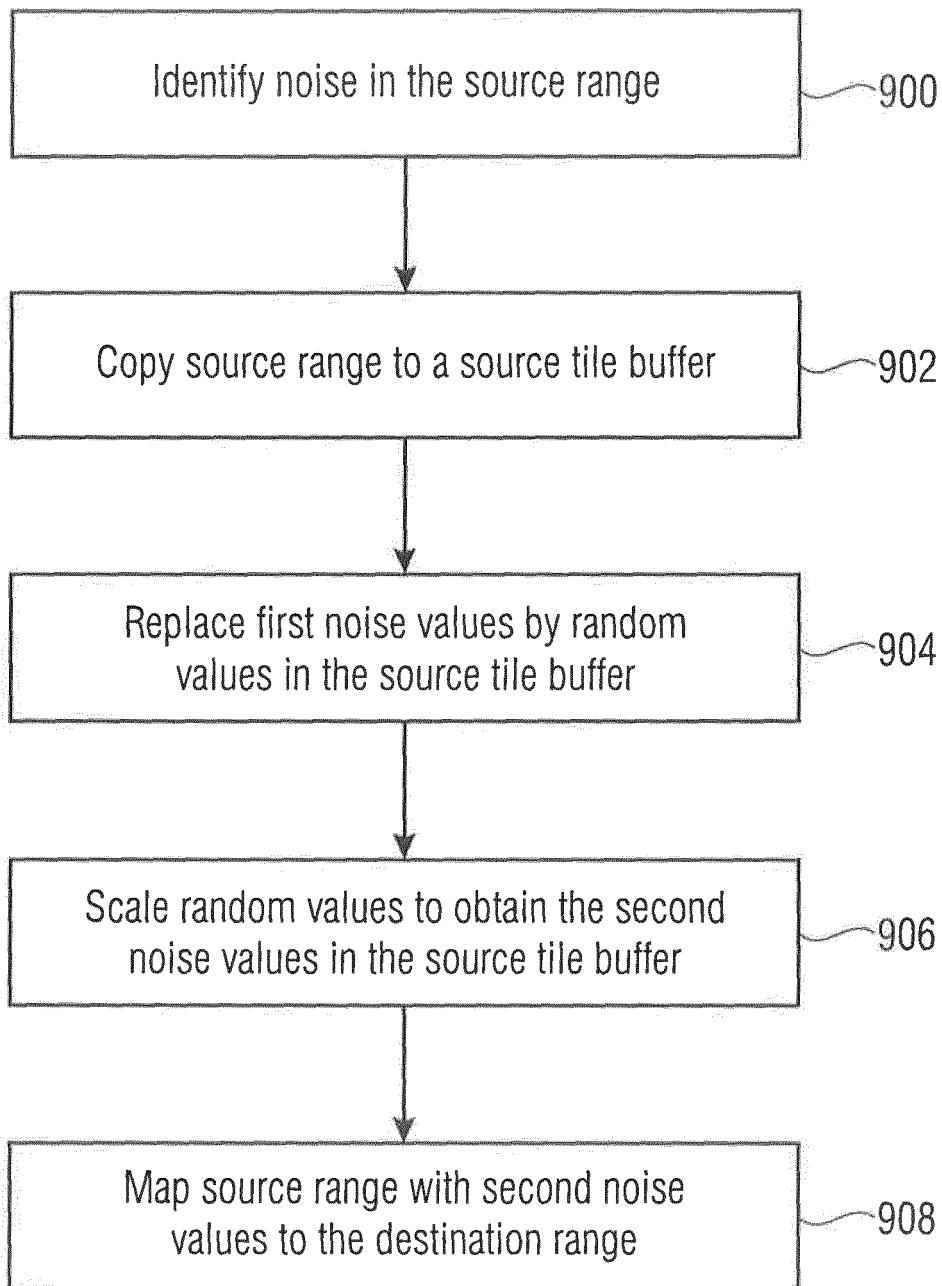 Identify noise in the source range
900
Copy source range to a source tile buffer
902
Replace first noise values by random
values in the source tile buffer
904
Scale random values to obtain the second
noise values in the source tile buffer
906
Map source range with second noise
values to the destination range
908